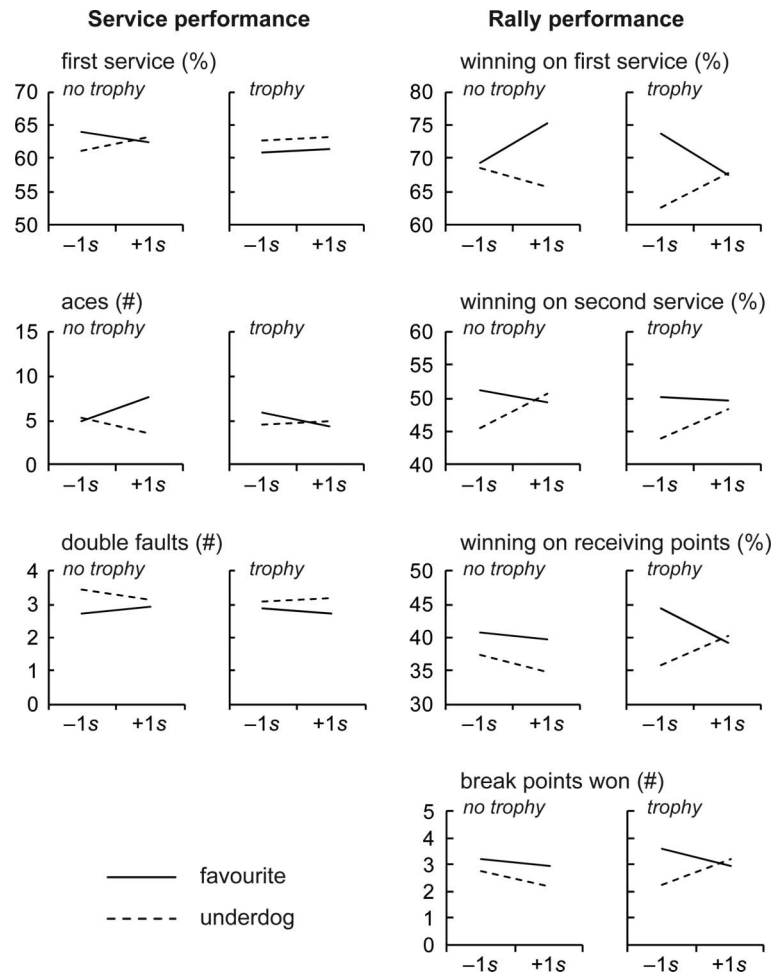 Service performance
Rally performance
first service (%)
no trophy
trophy
70
65
60
55
50
–1s
+1s
–1s
+1s
winning on first service (%)
no trophy
trophy
80
75
70
65
60
–1s
+1s
–1s
+1s
aces (#)
no trophy
trophy
15
10
5
0
–1s
+1s
–1s
+1s
winning on second service (%)
no trophy
trophy
60
55
50
45
40
–1s
+1s
–1s
+1s
double faults (#)
no trophy
trophy
4
3
2
1
0
–1s
+1s
–1s
+1s
winning on receiving points (%)
no trophy
trophy
50
45
40
35
30
–1s
+1s
–1s
+1s
break points won (#)
no trophy
trophy
5
4
3
2
1
0
–1s
+1s
–1s
+1s
favourite
underdog